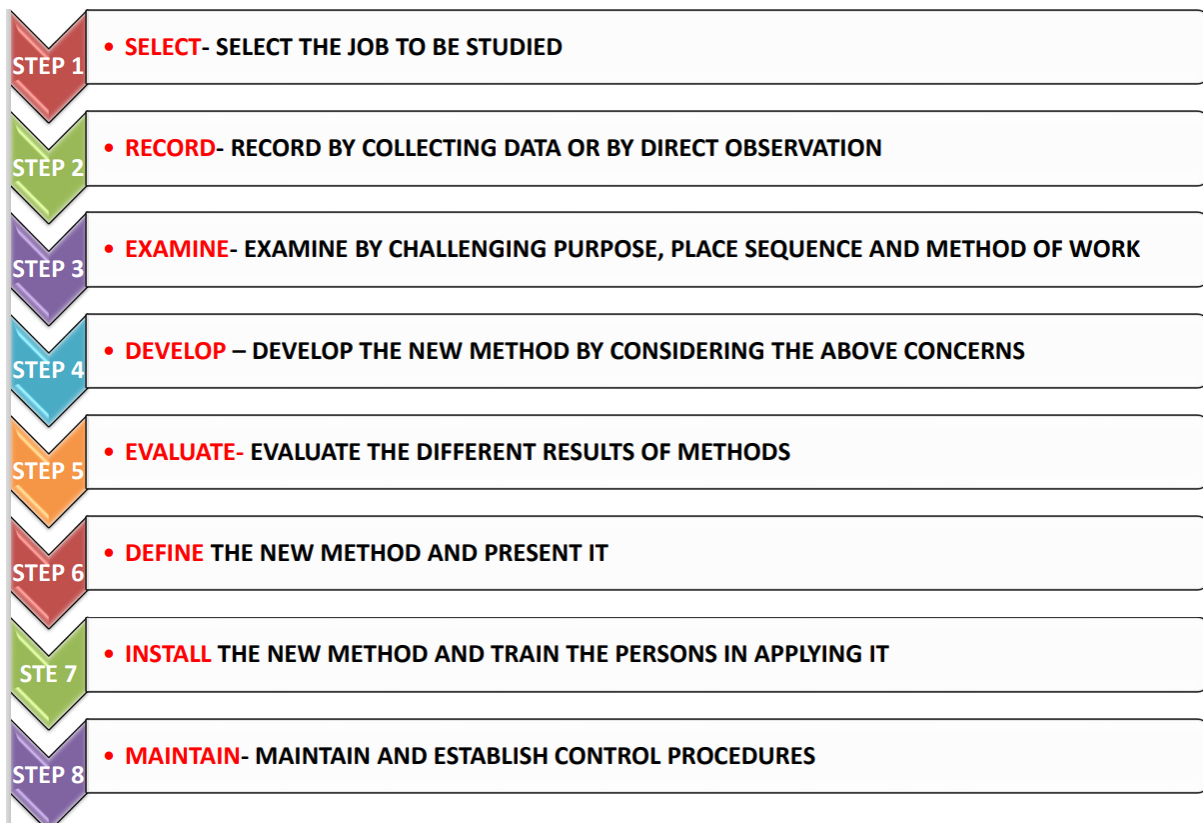 STEP 1
• SELECT- SELECT THE JOB TO BE STUDIED
STEP 2
• RECORD- RECORD BY COLLECTING DATA OR BY DIRECT OBSERVATION
STEP 3
• EXAMINE- EXAMINE BY CHALLENGING PURPOSE, PLACE SEQUENCE AND METHOD OF WORK
STEP 4
• DEVELOP – DEVELOP THE NEW METHOD BY CONSIDERING THE ABOVE CONCERNS
STEP 5
• EVALUATE- EVALUATE THE DIFFERENT RESULTS OF METHODS
STEP 6
• DEFINE THE NEW METHOD AND PRESENT IT
STE 7
• INSTALL THE NEW METHOD AND TRAIN THE PERSONS IN APPLYING IT
STEP 8
• MAINTAIN- MAINTAIN AND ESTABLISH CONTROL PROCEDURES